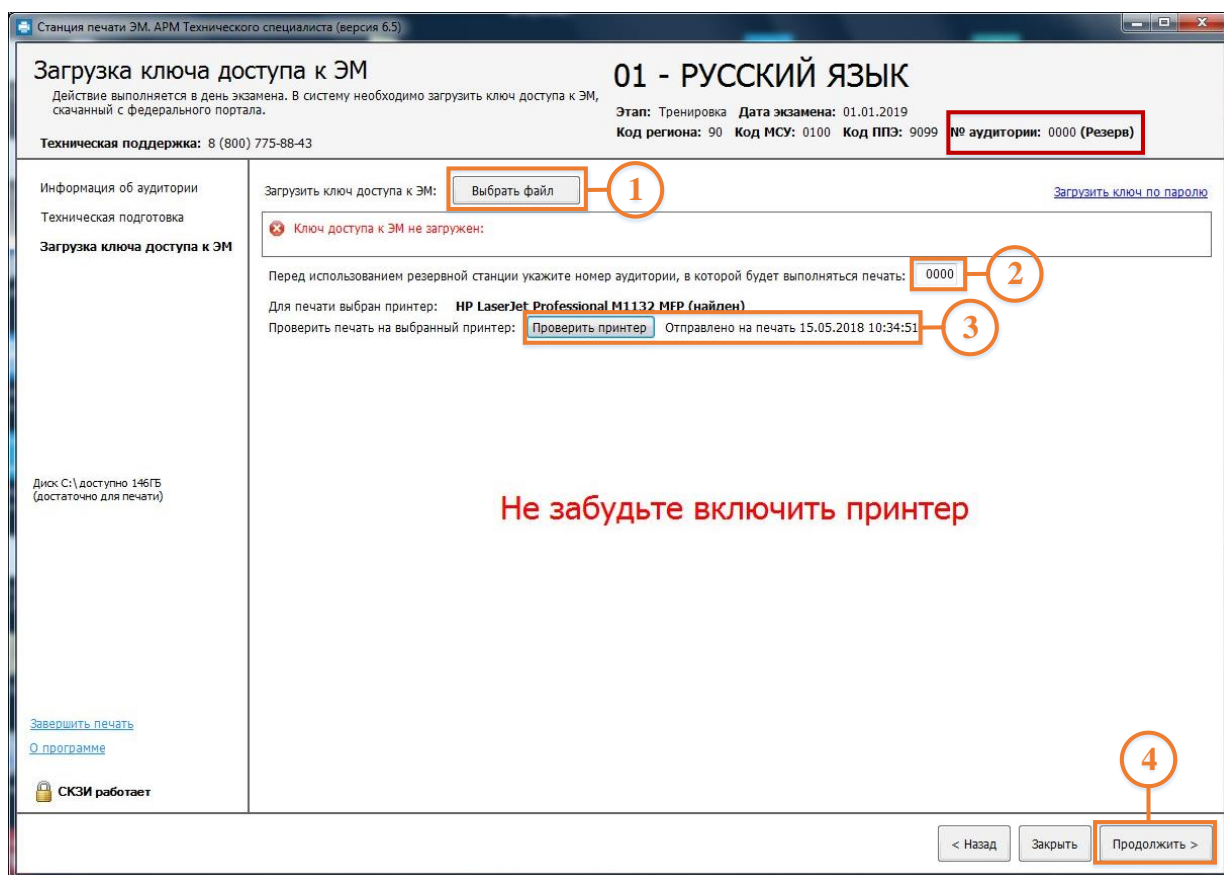 Станция печати ЭМ. АРМ Технического специалиста (версия 6.5)
Загрузка ключа доступа к ЭМ
Действие выполняется в день экзамена. В систему необходимо загрузить ключ доступа к ЭМ,
скачанный с федерального портала.
Техническая поддержка: 8 (800) 775-88-43
01 - РУССКИЙ ЯЗЫК
Этап: Тренировка Дата экзамена: 01.01.2019
Код региона: 90 Код МСУ: 0100 Код ППЭ: 9099 № аудитории: 0000 (Резерв)
Информация об аудитории
Техническая подготовка
Загрузка ключа доступа к ЭМ
Загрузить ключ доступа к ЭМ: Выбрать файл 1 Загрузить ключ по паролю
Ключ доступа к ЭМ не загружен:
Перед использованием резервной станции укажите номер аудитории, в которой будет выполняться печать: 0000 2
Для печати выбран принтер: HP LaserJet Professional M1132 MFP (найден)
Проверить печать на выбранный принтер: Проверить принтер Отправлено на печать 15.05.2018 10:34:51 3
Диск C:\ доступно 146ГБ
(достаточно для печати)
Не забудьте включить принтер
Завершить печать
О программе
СКЗИ работает
4
< Назад Закрыть Продолжить >